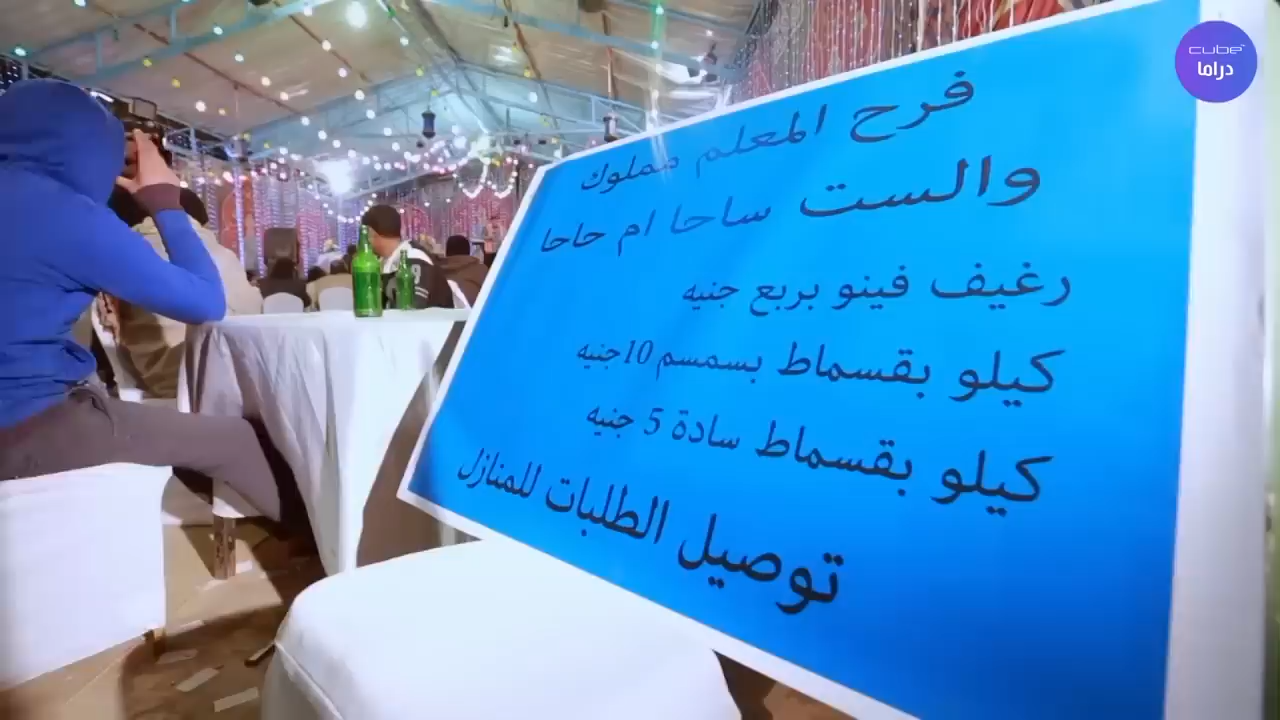 cube
دراما
فرح المعلم مملوك
والست ساحا ام حاحا
رغيف فينو بربع جنيه
كيلو بقسماط بسمسم 10جنيه
كيلو بقسماط سادة 5 جنيه
توصيل الطلبات للمنازل